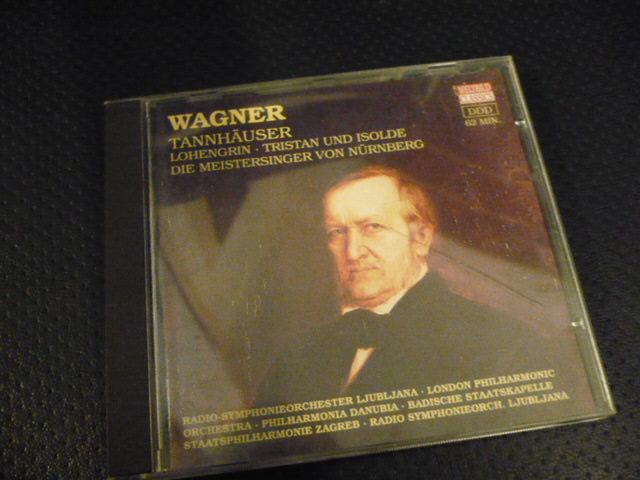 WAGNER
TANNHÄUSER
LOHENGRIN · TRISTAN UND ISOLDE
DIE MEISTERSINGER VON NÜRNBERG
CLASSICS
DDD
62 MIN.
RADIO-SYMPHONIEORCHESTER LJUBLJANA · LONDON PHILHARMONIC
ORCHESTRA · PHILHARMONIA DANUBIA · BADISCHE STAATSKAPELLE
STAATSPHILHARMONIE ZAGREB · RADIO SYMPHONIEORCH. LJUBLJANA